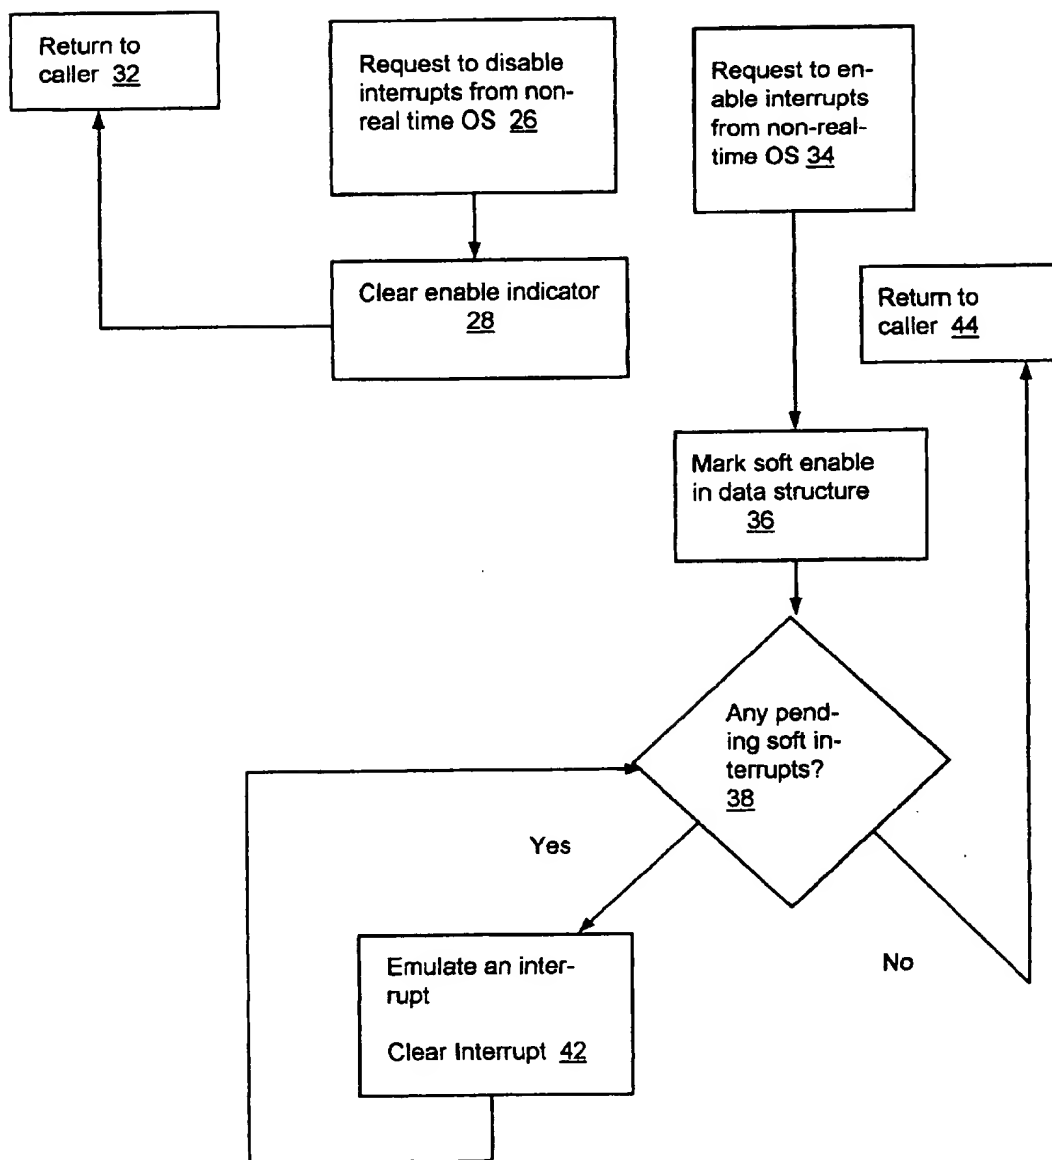 Return to
caller 32
Request to disable
interrupts from non-
real time OS 26
Request to en-
able interrupts
from non-real-
time OS 34
Clear enable indicator
28
Return to
caller 44
Mark soft enable
in data structure
36
Any pend-
ing soft in-
terrupts?
38
Yes
No
Emulate an inter-
rupt
Clear Interrupt 42